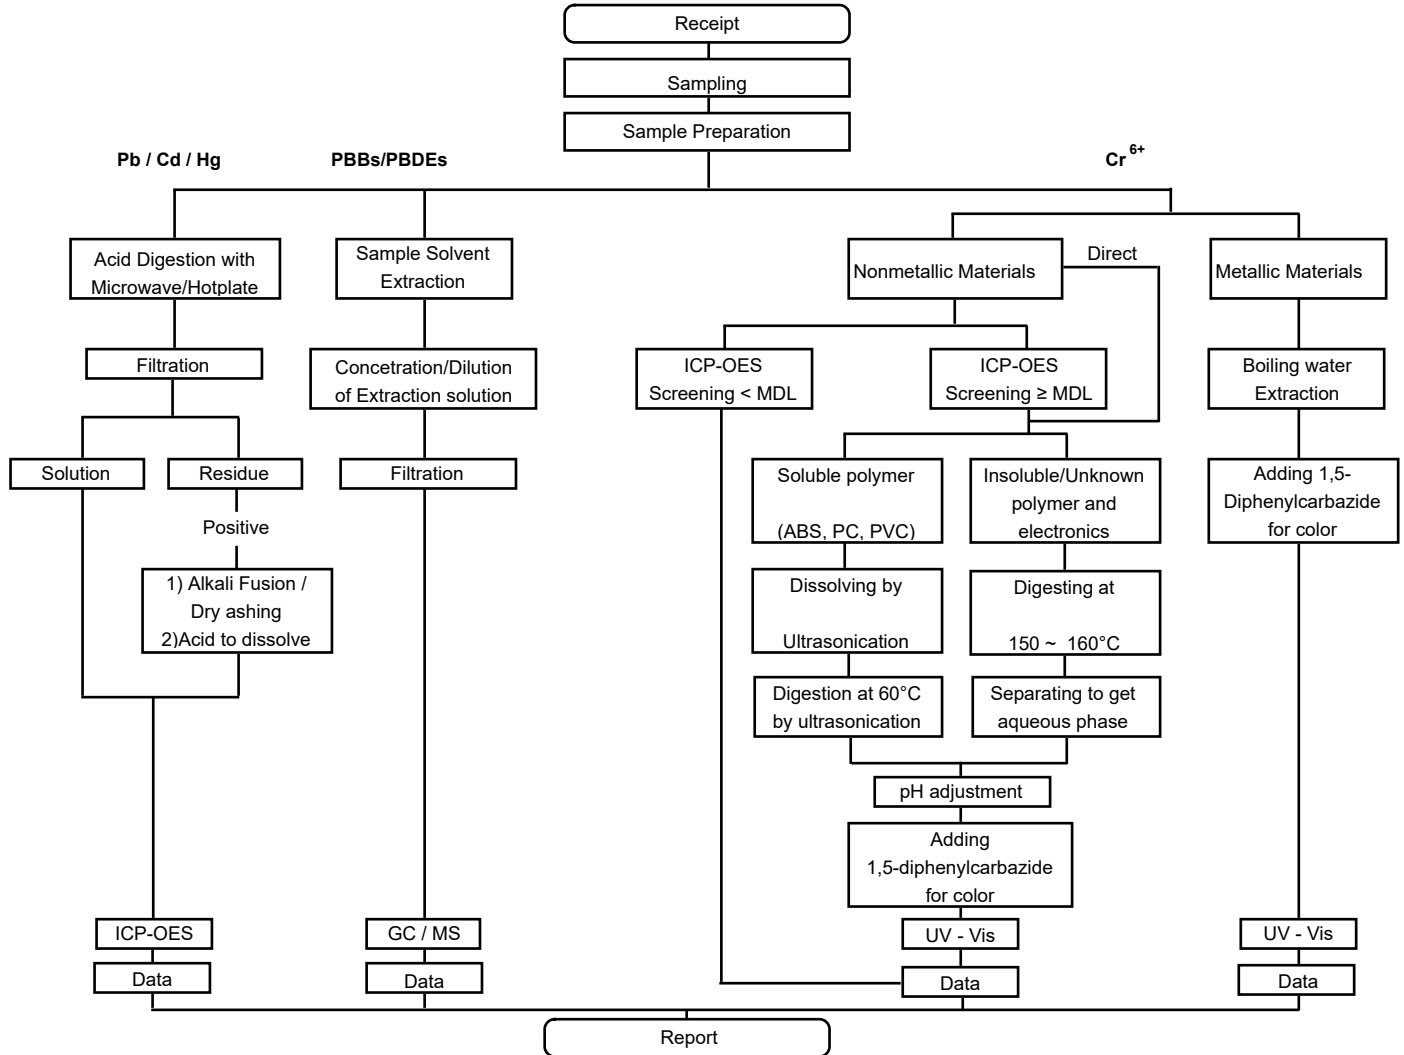 Receipt
Sampling
Sample Preparation
Pb / Cd / Hg
PBBs/PBDEs
Cr 6+
Acid Digestion with
Microwave/Hotplate
Sample Solvent
Extraction
Nonmetallic Materials
Direct
Metallic Materials
Filtration
Concetration/Dilution
of Extraction solution
ICP-OES
Screening < MDL
ICP-OES
Screening ≥ MDL
Boiling water
Extraction
Solution
Residue
Filtration
Soluble polymer
(ABS, PC, PVC)
Insoluble/Unknown
polymer and
electronics
Adding 1,5-
Diphenylcarbazide
for color
Positive
1) Alkali Fusion /
Dry ashing
2)Acid to dissolve
Dissolving by
Ultrasonication
Digesting at
150 ~ 160°C
Digestion at 60°C
by ultrasonication
Separating to get
aqueous phase
pH adjustment
Adding
1,5-diphenylcarbazide
for color
ICP-OES
GC / MS
UV - Vis
UV - Vis
Data
Data
Data
Data
Report